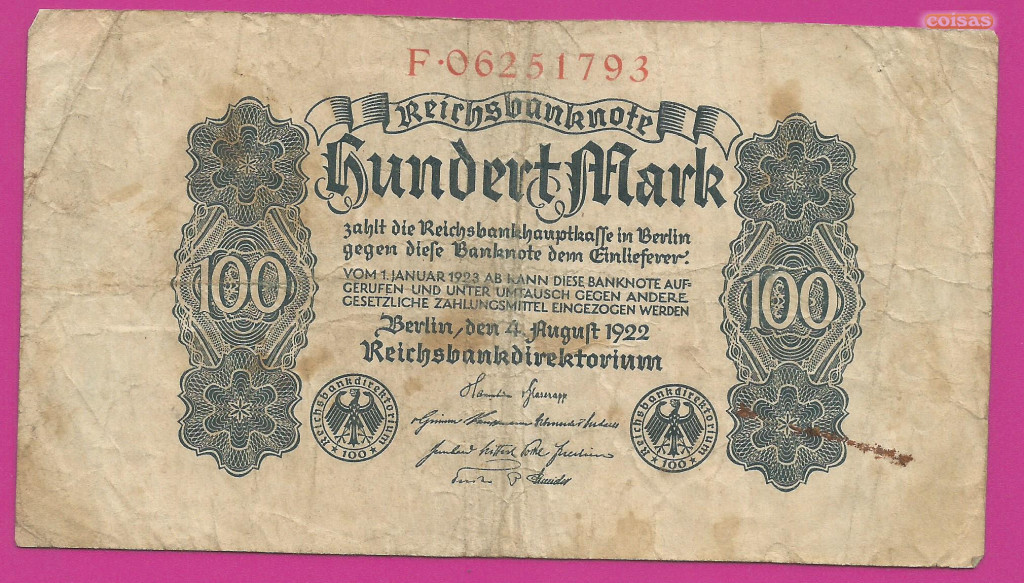 coisas
F·06251793
Reichsbanknote
Hundert Mark
zahlt die Reichsbankhauptkasse in Berlin
gegen diese Banknote dem Einlieferer.
VOM 1. JANUAR 1923 AB KANN DIESE BANKNOTE AUF-
GERUFEN UND UNTER UMTAUSCH GEGEN ANDERE
GESETZLICHE ZAHLUNGSMITTEL EINGEZOGEN WERDEN
100
100
Berlin, den 4. August 1922
Reichsbankdirektorium
Reichsbankdirektorium
100
Reichsbankdirektorium
100